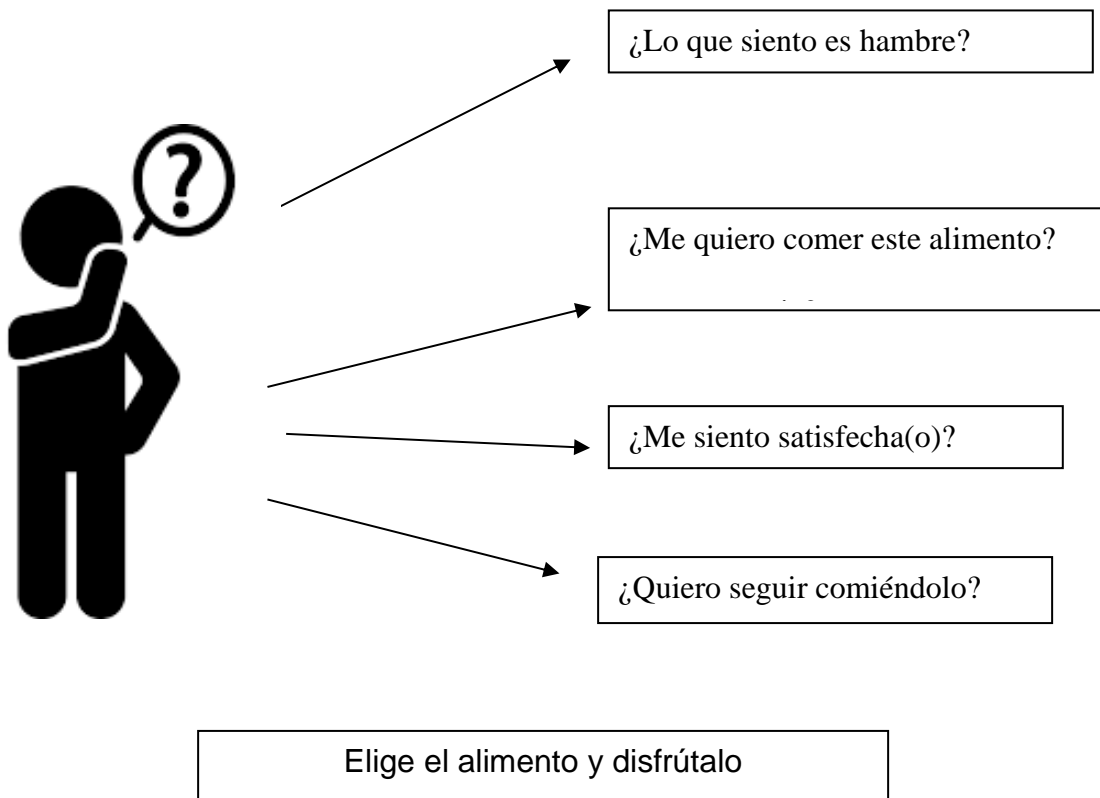 ?
¿Lo que siento es hambre?
¿Me quiero comer este alimento?
¿Me siento satisfecha(o)?
¿Quiero seguir comiéndolo?
Elige el alimento y disfrútalo